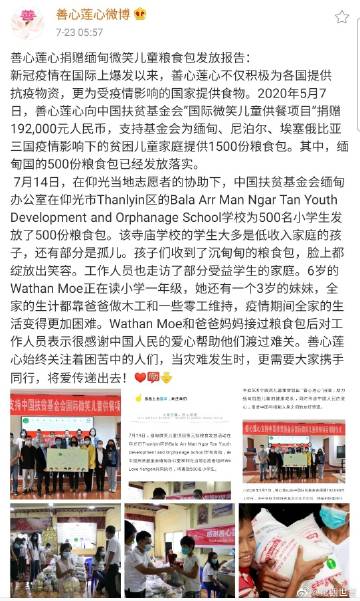 善心莲心微博
7-23 05:57
善心莲心捐赠缅甸微笑儿童粮食包发放报告：
新冠疫情在国际上爆发以来，善心莲心不仅积极为各国提供
抗疫物资，更为受疫情影响的国家提供食物。2020年5月7
日，善心莲心向中国扶贫基金会“国际微笑儿童供餐项目”捐赠
192,000元人民币，支持基金会为缅甸、尼泊尔、埃塞俄比亚
三国疫情影响下的贫困儿童家庭提供1500份粮食包。其中，缅
甸国的500份粮食包已经发放落实。
7月14日，在仰光当地志愿者的协助下，中国扶贫基金会缅甸
办公室在仰光市Thanlyin区的Bala Arr Man Ngar Tan Youth
Development and Orphanage School学校为500名小学生发
放了500份粮食包。该寺庙学校的学生大多是低收入家庭的孩
子，还有部分是孤儿。孩子们收到了沉甸甸的粮食包，脸上都
绽放出笑容。工作人员也走访了部分受益学生的家庭。6岁的
Wathan Moe正在读小学一年级，她还有一个3岁的妹妹，全
家的生计都靠爸爸做木工和一些零工维持，疫情期间全家的生
活变得更加困难。Wathan Moe和爸爸妈妈接过粮食包后对工
作人员表示很感谢中国人民的爱心帮助他们渡过难关。善心莲
心始终关注着困苦中的人们，当灾难发生时，更需要大家携手
同行，将爱传递出去！
支持中国扶贫基金会国际微笑儿童供餐项